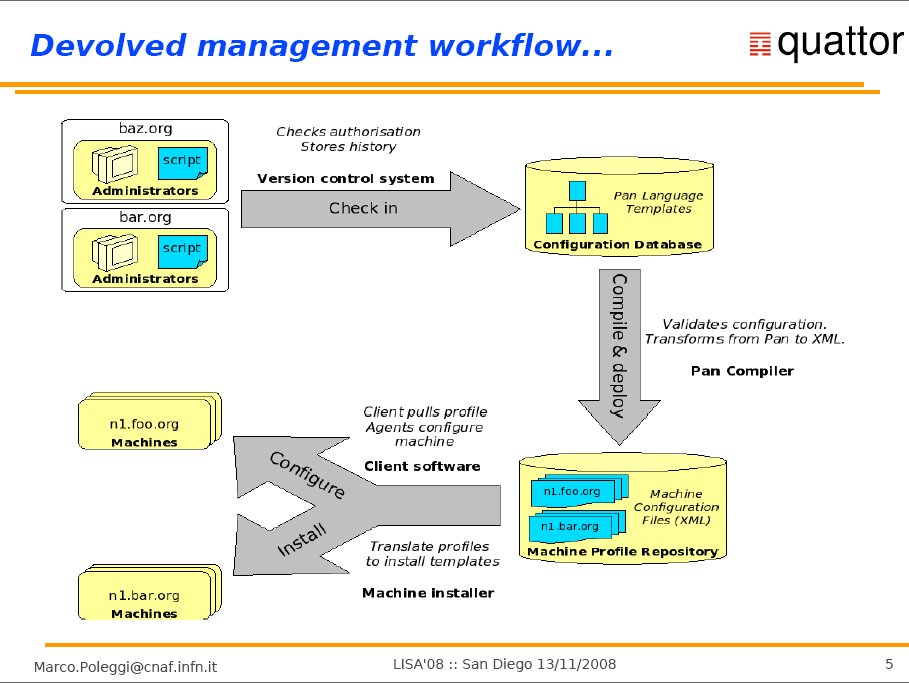 Devolved management workflow...
quattor
baz.org
script
Administrators
bar.org
script
Administrators
Checks authorisation
Stores history
Version control system
Check in
Pan Language
Templates
Configuration Database
Compile & deploy
Validates configuration.
Transforms from Pan to XML.
Pan Compiler
n1.foo.org
Machines
Client pulls profile
Agents configure
machine
Client software
Configure
Install
n1.foo.org
n1.bar.org
Machine
Configuration
Files (XML)
Machine Profile Repository
Translate profiles
to install templates
Machine installer
n1.bar.org
Machines
Marco.Poleggi@cnaf.infn.it
LISA'08 :: San Diego 13/11/2008
5